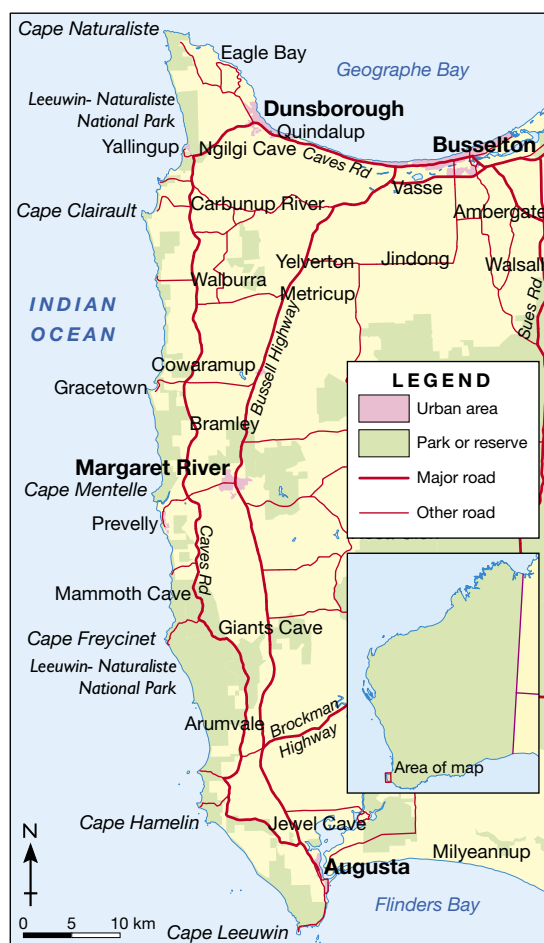 Cape Naturaliste
Eagle Bay
Geographe Bay
Leeuwin- Naturaliste
National Park
Dunsborough
Quindalup
Yallingup
Ngilgi Cave
Caves Rd
Busselton
Vasse
Cape Clairault
Carbunup River
Ambergate
Yelverton
Jindong
Walsall
Walburra
Metricup
INDIAN
OCEAN
Bussell Highway
Sues Rd
Cowaramup
Gracetown
Bramley
LEGEND
Urban area
Park or reserve
Major road
Other road
Margaret River
Cape Mentelle
Prevelly
Caves Rd
Mammoth Cave
Giants Cave
Cape Freycinet
Leeuwin- Naturaliste
National Park
Arumvale
Brockman
Highway
Area of map
Cape Hamelin
Jewel Cave
N
Augusta
Milyeannup
0 5 10 km
Flinders Bay
Cape Leeuwin